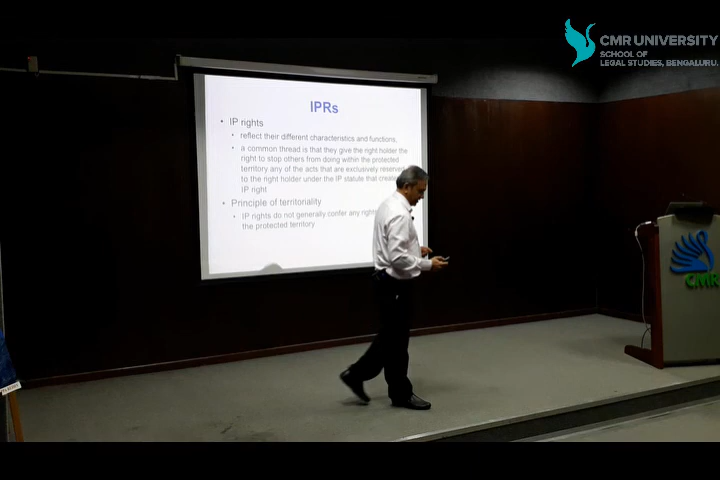 CMR UNIVERSITY
SCHOOL OF
LEGAL STUDIES, BENGALURU.
IPRs
• IP rights
• reflect their different characteristics and functions,
• a common thread is that they give the right holder the
right to stop others from doing within the protected
territory any of the acts that are exclusively reserved
to the right holder under the IP statute that
IP right
• Principle of territoriality
• IP rights do not generally confer any
the protected territory
CMR